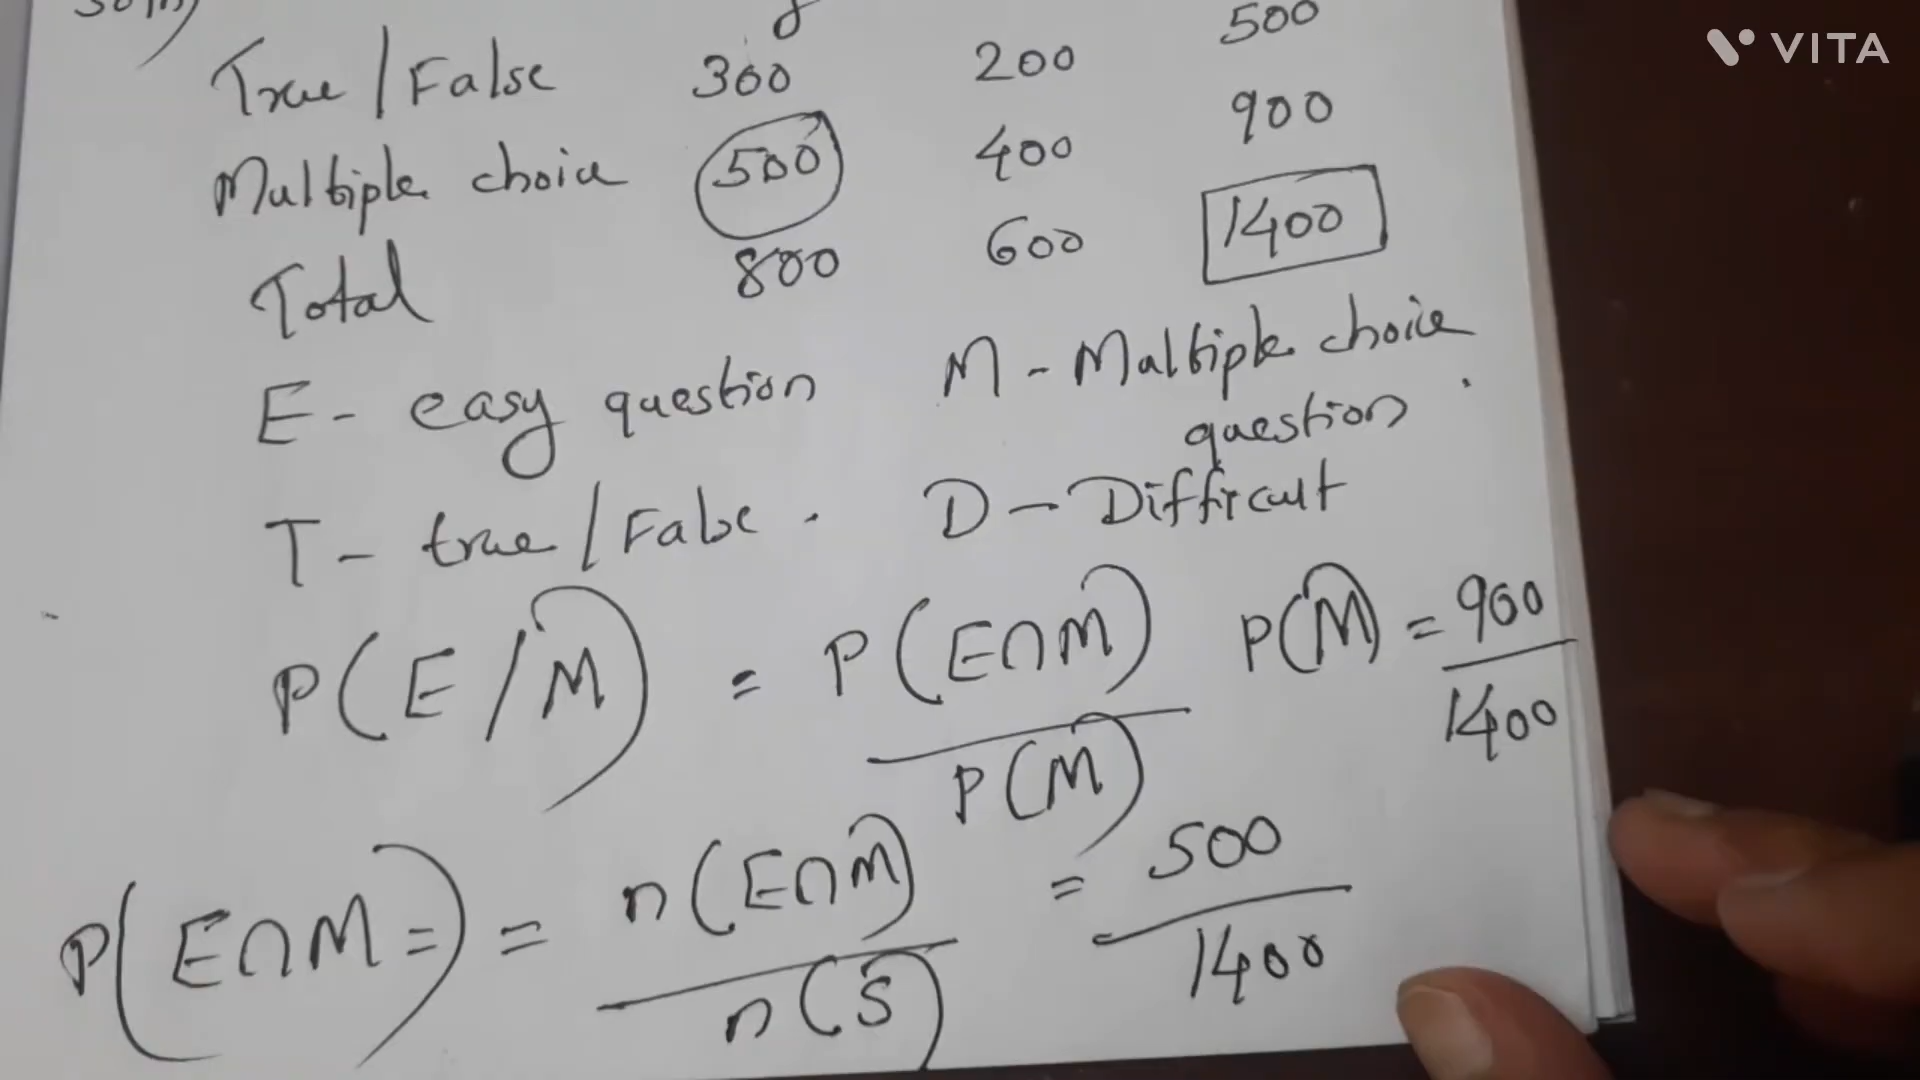 True / False 300 200 500
Multiple choice 500 400 900
Total 800 600 1400
E - easy question M - Multiple choice
question .
T - true / False . D - Difficult
P(E/M) = P(E∩M) P(M) = 900
P(M) 1400
P(E∩M=) = n(E∩M) = 500
n(S) 1400
VITA